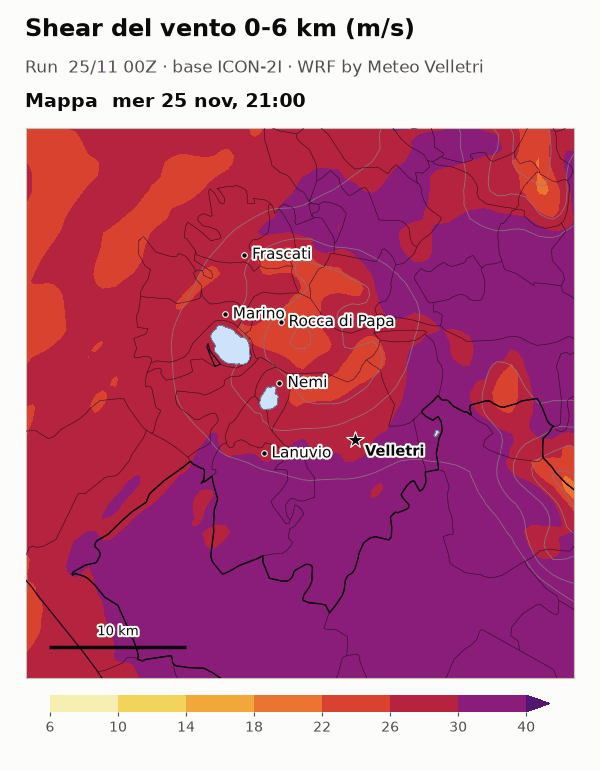 Shear del vento 0-6 km (m/s)
Run 25/11 00Z · base ICON-2I · WRF by Meteo Velletri
Mappa mer 25 nov, 21:00
Frascati
Marino
Rocca di Papa
Nemi
Velletri
Lanuvio
10 km
6 10 14 18 22 26 30 40